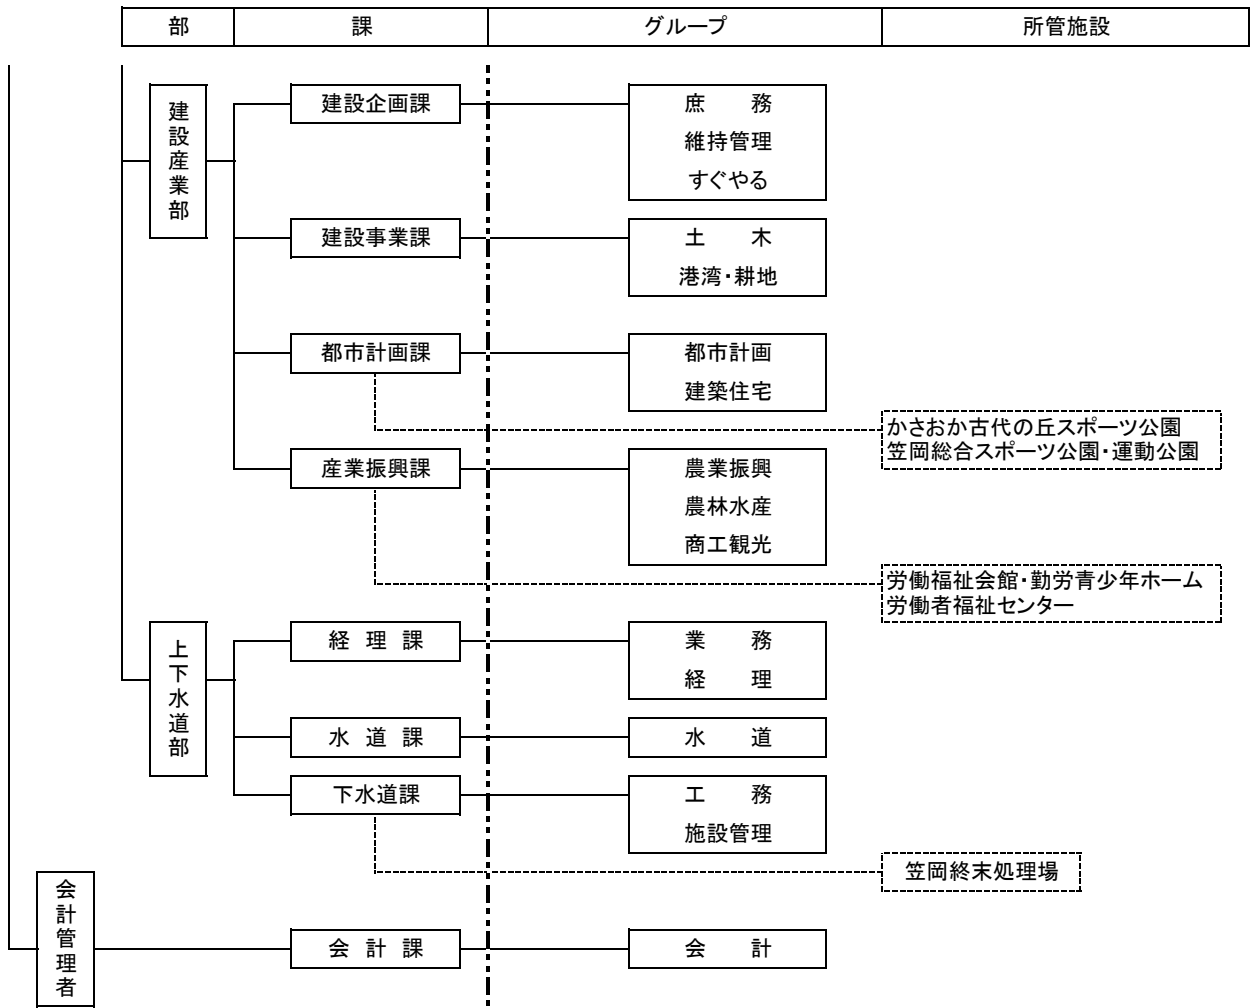 部
課
グループ
所管施設
建設産業部
建設企画課
庶　　務
維持管理
すぐやる
建設事業課
土　　木
港湾・耕地
都市計画課
都市計画
建築住宅
かさおか古代の丘スポーツ公園
笠岡総合スポーツ公園・運動公園
産業振興課
農業振興
農林水産
商工観光
労働福祉会館・勤労青少年ホーム
労働者福祉センター
上下水道部
経 理 課
業　　務
経　　理
水 道 課
水　　道
下水道課
工　　務
施設管理
笠岡終末処理場
会計管理者
会 計 課
会　　計